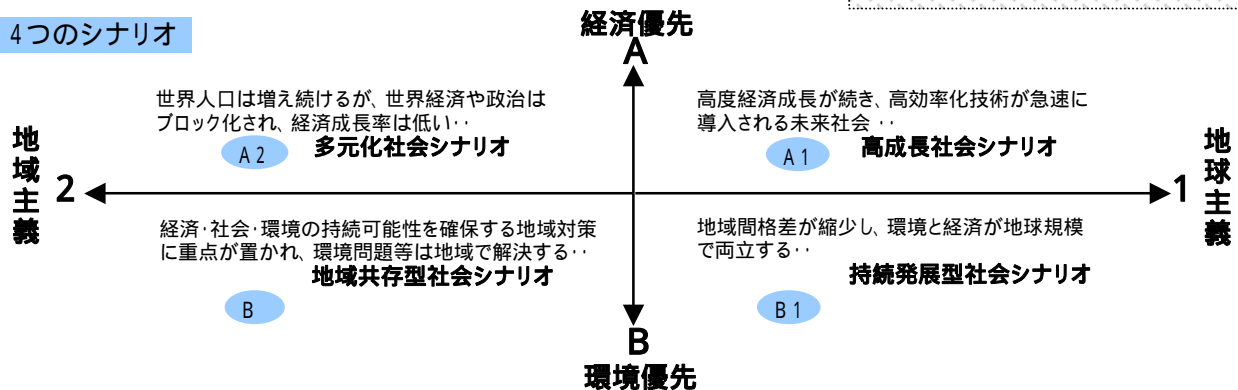 4つのシナリオ
経済優先
A
世界人口は増え続けるが、世界経済や政治は
ブロック化され、経済成長率は低い‥
A2 多元化社会シナリオ
高度経済成長が続き、高効率化技術が急速に
導入される未来社会 ‥
A1 高成長社会シナリオ
地域主義
2
1
地球主義
経済・社会・環境の持続可能性を確保する地域対策
に重点が置かれ、環境問題等は地域で解決する‥
地域共存型社会シナリオ
B
地域間格差が縮少し、環境と経済が地球規模
で両立する‥
持続発展型社会シナリオ
B1
B
環境優先